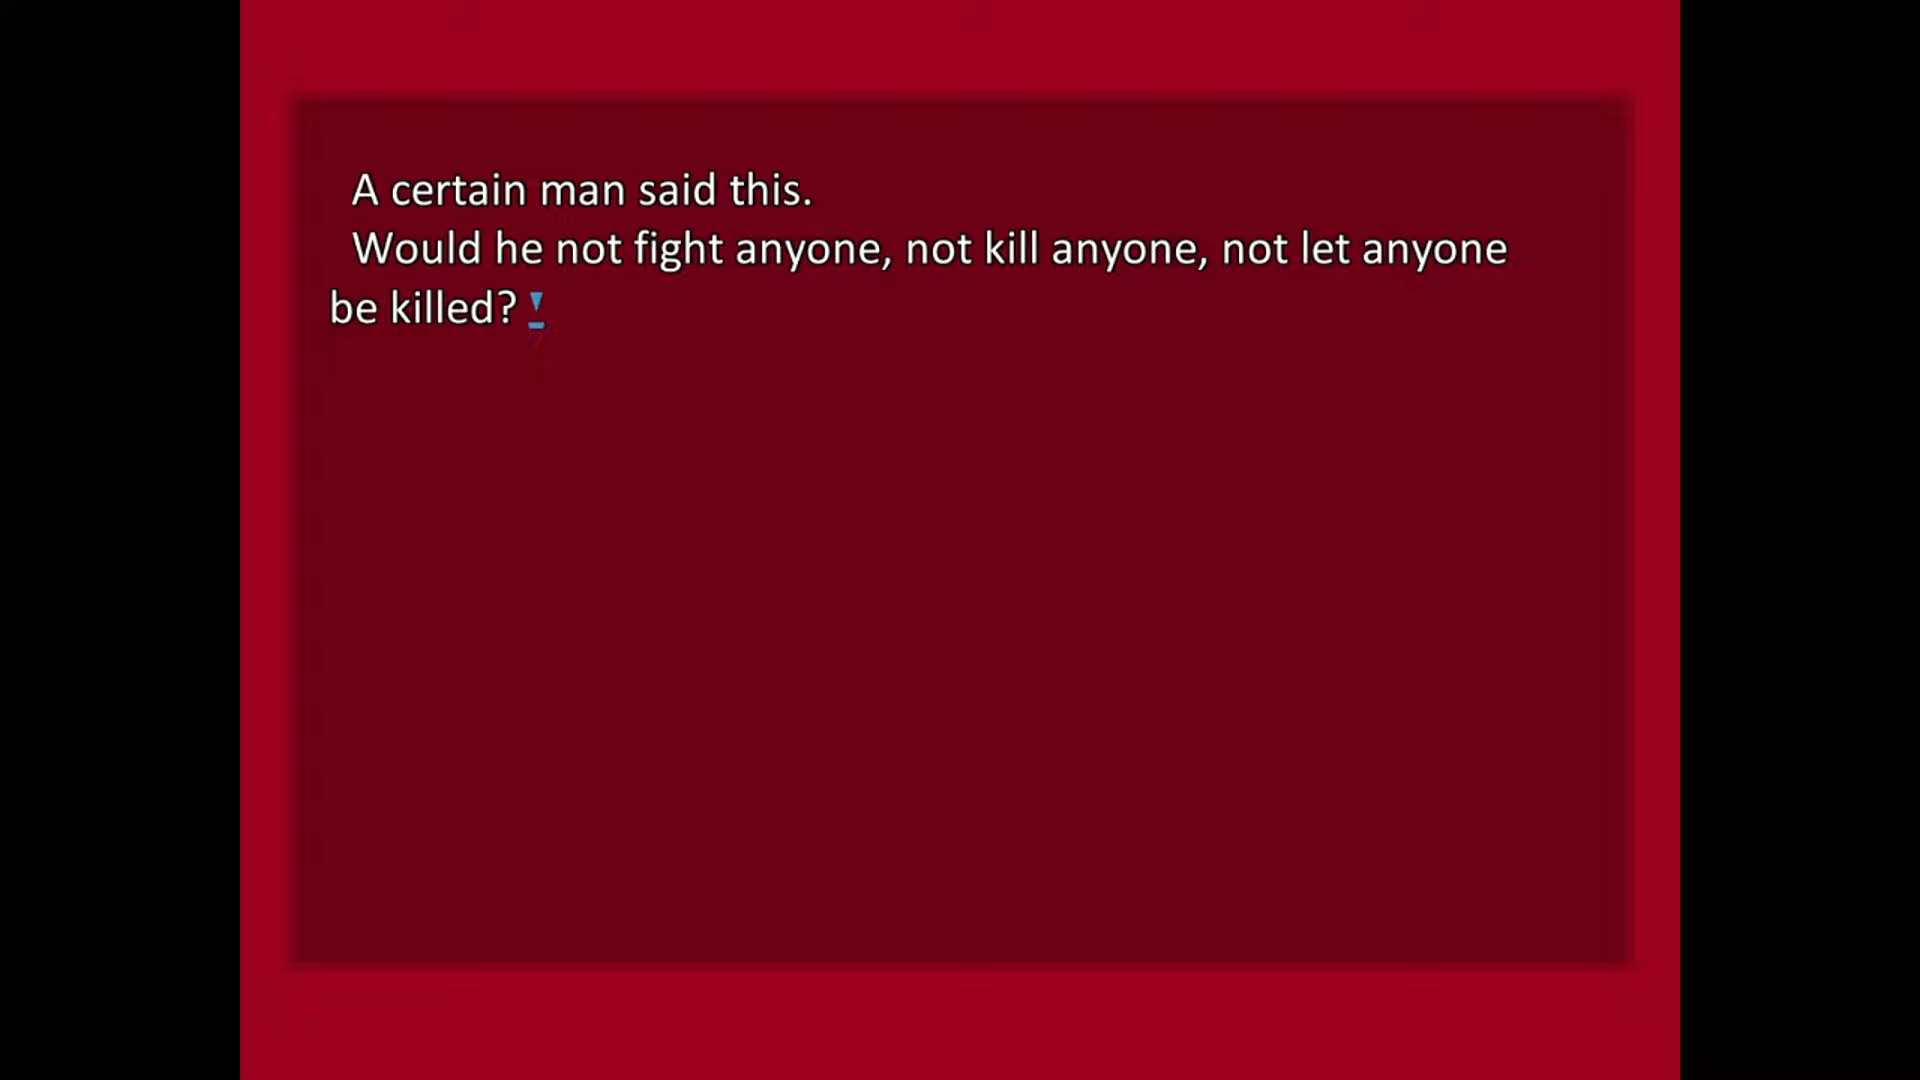 A certain man said this.
Would he not fight anyone, not kill anyone, not let anyone
be killed?